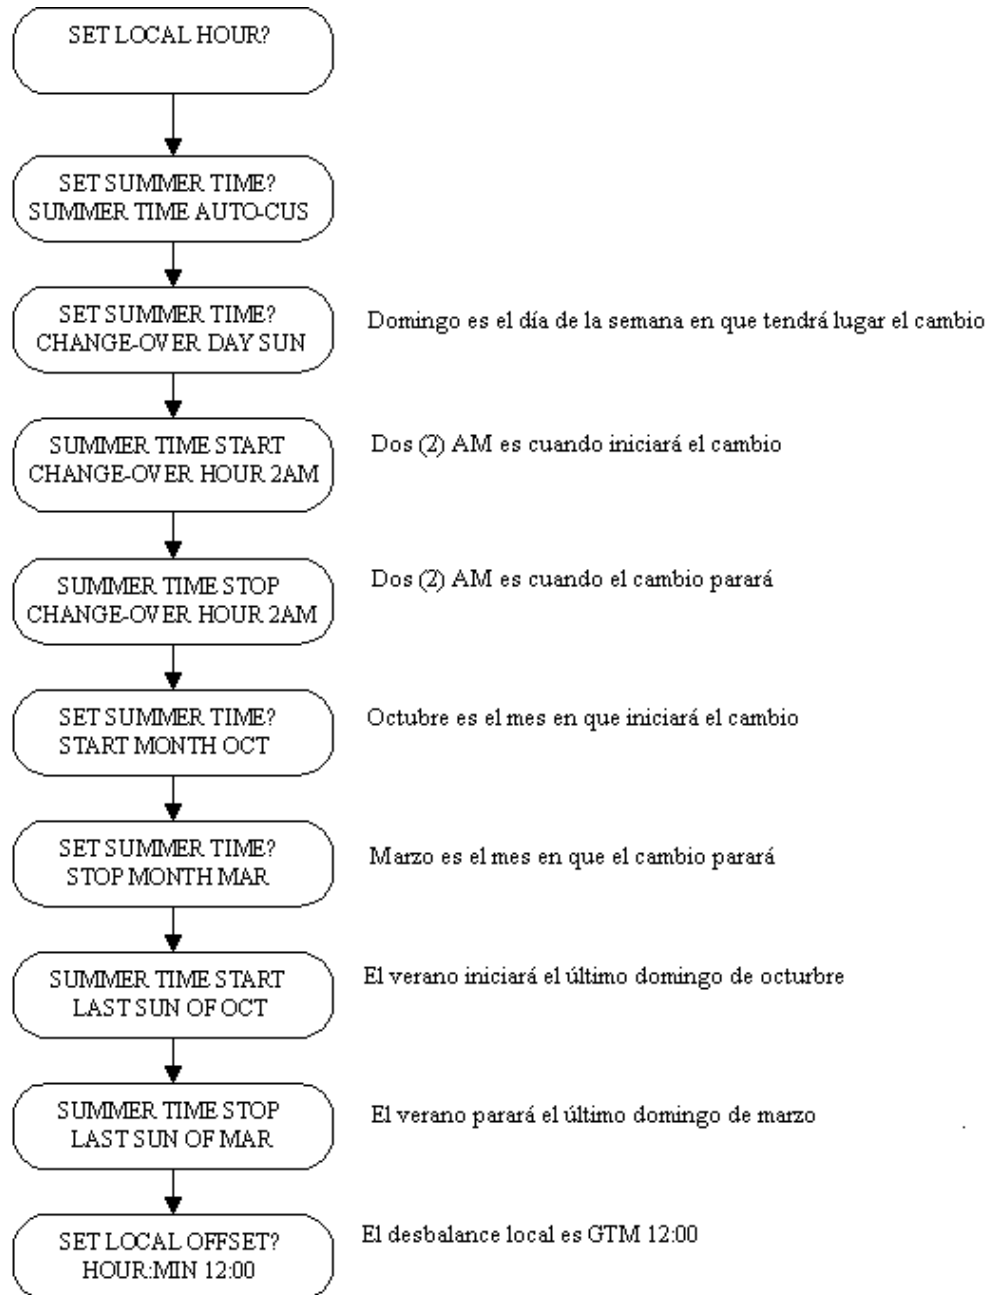 SET LOCAL HOUR?
SET SUMMER TIME?
SUMMER TIME AUTO-CUS
SET SUMMER TIME?
CHANGE-OVER DAY SUN
Domingo es el día de la semana en que tendrá lugar el cambio
SUMMER TIME START
CHANGE-OVER HOUR 2AM
Dos (2) AM es cuando iniciará el cambio
SUMMER TIME STOP
CHANGE-OVER HOUR 2AM
Dos (2) AM es cuando el cambio parará
SET SUMMER TIME?
START MONTH OCT
Octubre es el mes en que iniciará el cambio
SET SUMMER TIME?
STOP MONTH MAR
Marzo es el mes en que el cambio parará
SUMMER TIME START
LAST SUN OF OCT
El verano iniciará el último domingo de octurbre
SUMMER TIME STOP
LAST SUN OF MAR
El verano parará el último domingo de marzo
SET LOCAL OFFSET?
HOUR:MIN 12:00
El desbalance local es GTM 12:00